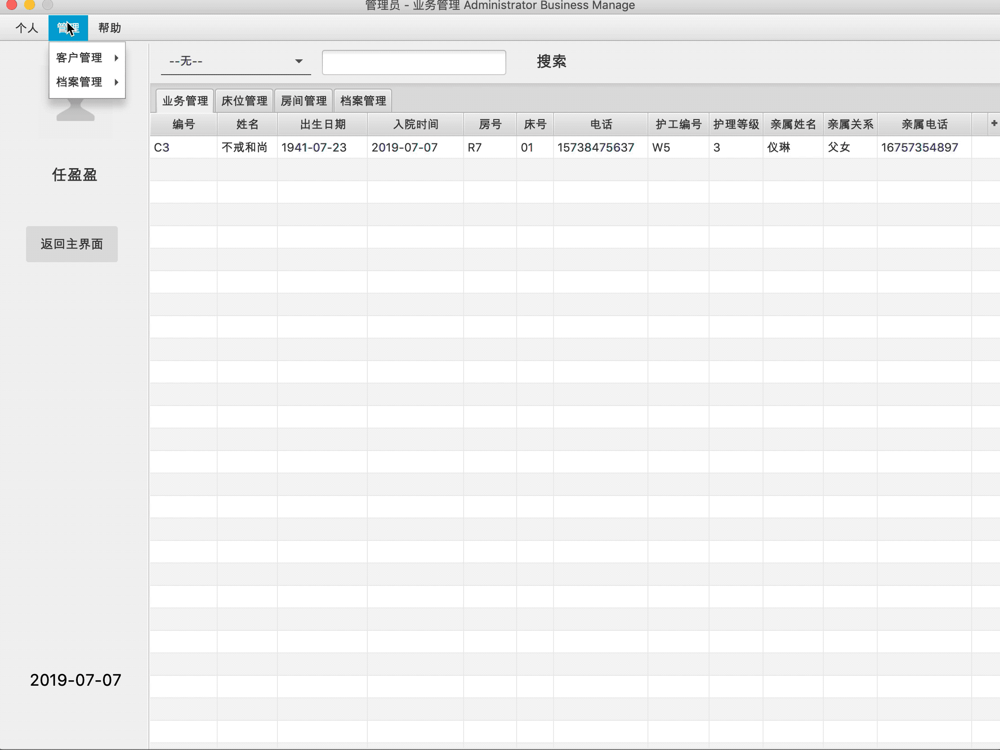 管理员 - 业务管理 Administrator Business Manage
个人 管理 帮助
客户管理
档案管理
--无-- 搜索
业务管理 床位管理 房间管理 档案管理
编号 姓名 出生日期 入院时间 房号 床号 电话 护工编号 护理等级 亲属姓名 亲属关系 亲属电话 +
C3 不戒和尚 1941-07-23 2019-07-07 R7 01 15738475637 W5 3 仪琳 父女 16757354897
任盈盈
返回主界面
2019-07-07